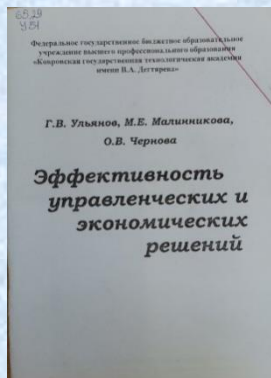 65.29
У51
Федеральное государственное бюджетное образовательное
учреждение высшего профессионального образования
«Ковровская государственная технологическая академия
имени В.А. Дегтярева»
Г.В. Ульянов, М.Е. Малинникова,
О.В. Чернова
Эффективность
управленческих и
экономических
решений